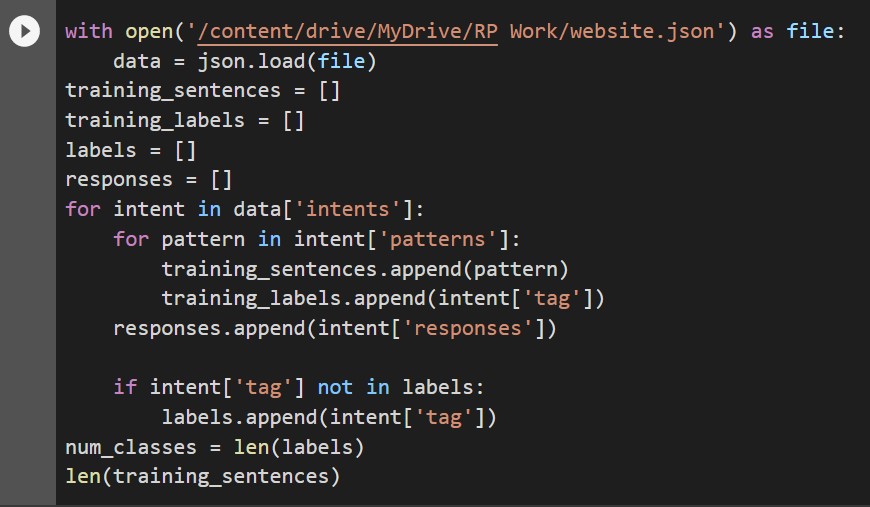 with open('/content/drive/MyDrive/RP Work/website.json') as file:
    data = json.load(file)
training_sentences = []
training_labels = []
labels = []
responses = []
for intent in data['intents']:
    for pattern in intent['patterns']:
        training_sentences.append(pattern)
        training_labels.append(intent['tag'])
    responses.append(intent['responses'])

    if intent['tag'] not in labels:
        labels.append(intent['tag'])
num_classes = len(labels)
len(training_sentences)